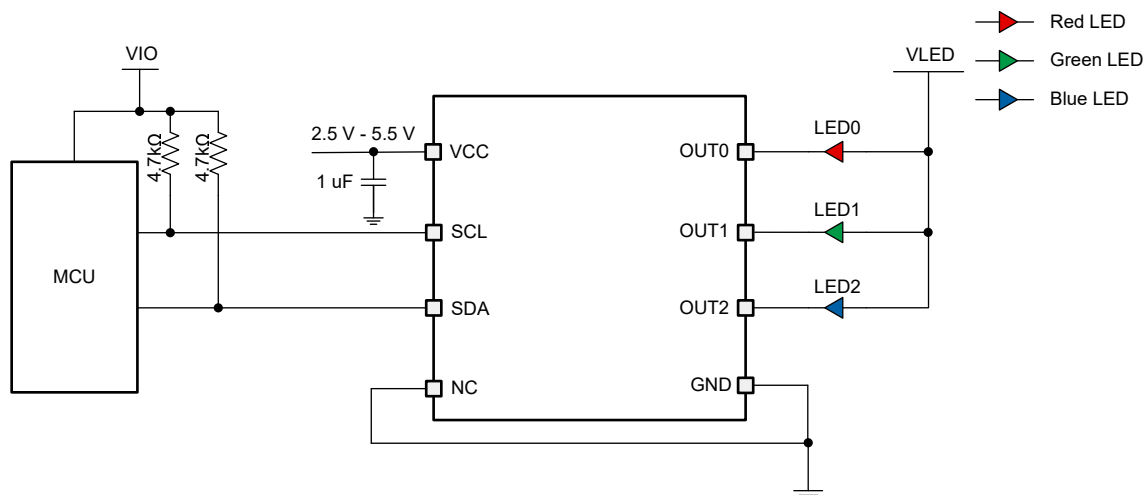 Red LED
Green LED
Blue LED
VIO
VLED
4.7kΩ
4.7kΩ
2.5 V - 5.5 V
1 uF
MCU
VCC
SCL
SDA
NC
OUT0
OUT1
OUT2
GND
LED0
LED1
LED2